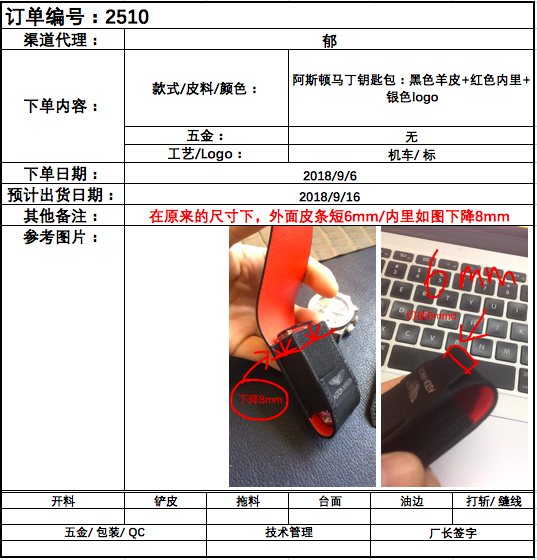 订单编号：2510
渠道代理： 郁
下单内容：
款式/皮料/颜色：
阿斯顿马丁钥匙包：黑色羊皮+红色内里+
银色logo
五金： 无
工艺/Logo： 机车/ 标
下单日期： 2018/9/6
预计出货日期： 2018/9/16
其他备注： 在原来的尺寸下，外面皮条短6mm/内里如图下降8mm
参考图片：
6mm
下降8mm
开料 铲皮 拖料 台面 油边 打斩/ 缝线
五金/ 包装/ QC 技术管理 厂长签字